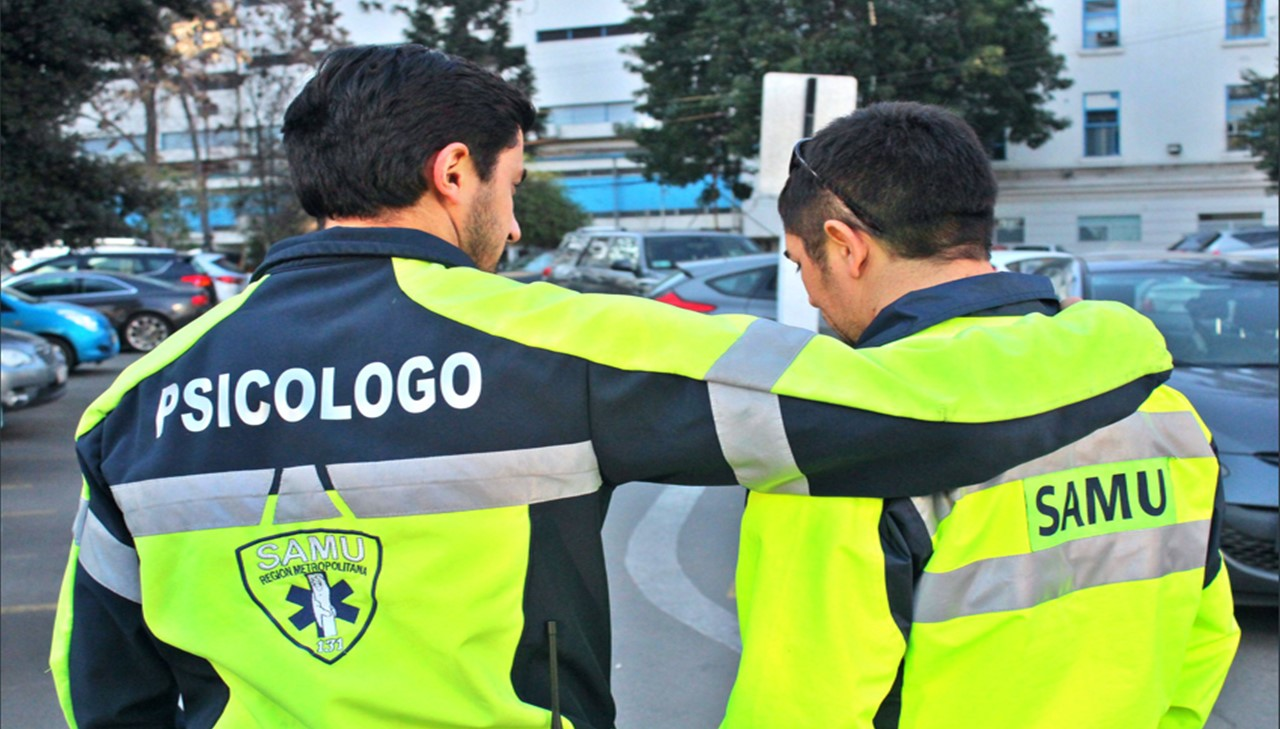 PSICOLOGO
SAMU
REGION METROPOLITANA
131
SAMU